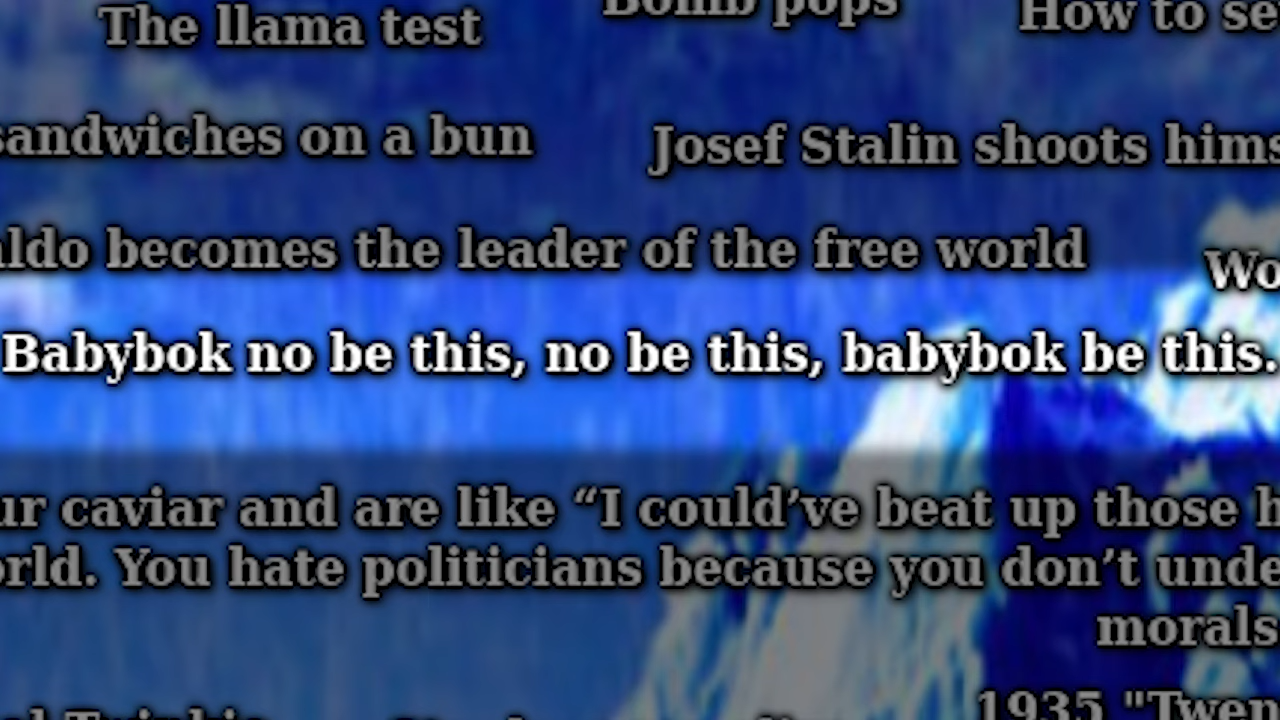 The llama test
Bomb pops
How to se
sandwiches on a bun
Josef Stalin shoots hims
aldo becomes the leader of the free world
Wo
Babybok no be this, no be this, babybok be this.
ur caviar and are like “I could’ve beat up those h
orld. You hate politicians because you don’t unde
morals
1935 "Twen
Twinkie